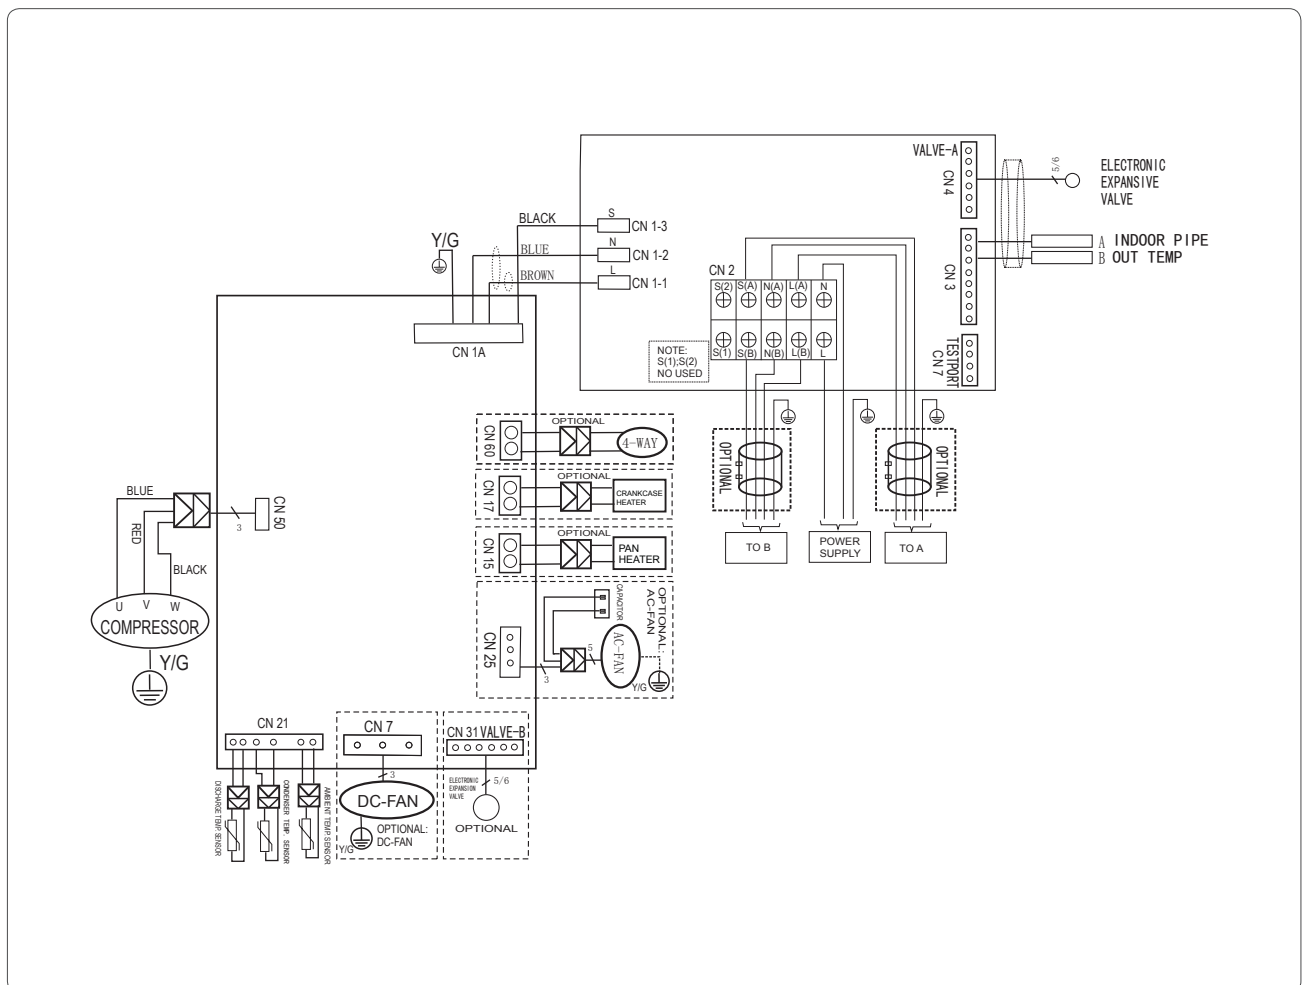 VALVE-A
CN 4
5/6
ELECTRONIC
EXPANSIVE
VALVE
S
BLACK
CN 1-3
Y/G
N
BLUE
CN 1-2
L
BROWN
CN 1-1
A INDOOR PIPE
B OUT TEMP
CN 3
CN 2
S(2) S(A) N(A) L(A) N
S(1) S(B) N(B) L(B) L
NOTE:
S(1);S(2)
NO USED
TESTPORT
CN 7
CN 1A
OPTIONAL
CN 60
4-WAY
OPTIONAL
CN 17
CRANKCASE
HEATER
OPTIONAL
CN 15
PAN
HEATER
OPTIONAL
OPTIONAL
TO B
POWER
SUPPLY
TO A
BLUE
RED
BLACK
3
CN 50
U V W
COMPRESSOR
Y/G
CAPACITOR
OPTIONAL:
AC-FAN
CN 25
3
5
AC-FAN
Y/G
CN 21
DISCHARGE TEMP. SENSOR
CONDENSER TEMP. SENSOR
AMBIENT TEMP. SENSOR
CN 7
3
DC-FAN
OPTIONAL:
DC-FAN
Y/G
CN 31 VALVE-B
ELECTRONIC
EXPANSION
VALVE
5/6
OPTIONAL